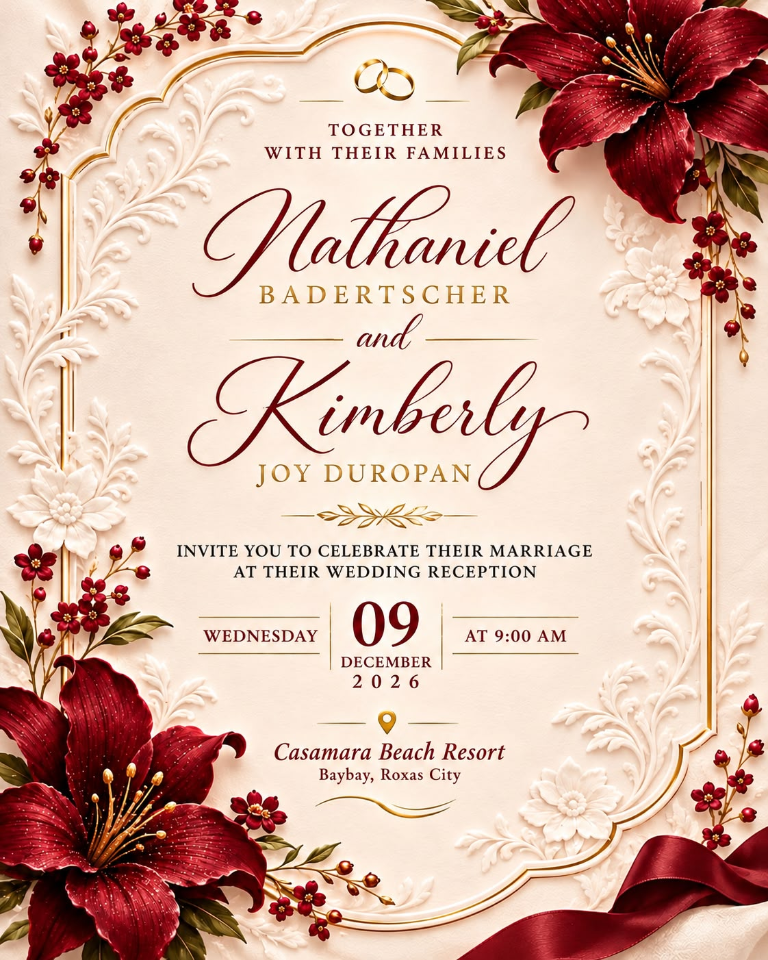 TOGETHER
WITH THEIR FAMILIES
Nathaniel
BADERTSCHER
and
Kimberly
JOY DUROPAN
INVITE YOU TO CELEBRATE THEIR MARRIAGE
AT THEIR WEDDING RECEPTION
WEDNESDAY
09
DECEMBER
2026
AT 9:00 AM
Casamara Beach Resort
Baybay, Roxas City